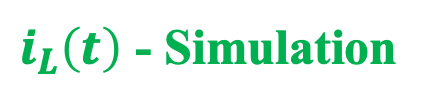 i_L(t) - Simulation